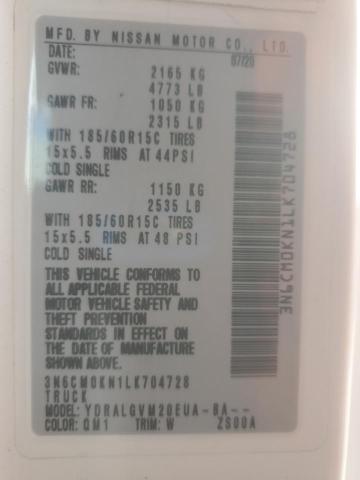 MFD. BY NISSAN MOTOR CO., LTD.
DATE: 07/20
GVWR: 2165 KG
4773 LB
GAWR FR: 1050 KG
2315 LB
WITH 185/60R15C TIRES
15x5.5 RIMS AT 44PSI
COLD SINGLE
GAWR RR: 1150 KG
2535 LB
WITH 185/60R15C TIRES
15x5.5 RIMS AT 48 PSI
COLD SINGLE
THIS VEHICLE CONFORMS TO
ALL APPLICABLE FEDERAL
MOTOR VEHICLE SAFETY AND
THEFT PREVENTION
STANDARDS IN EFFECT ON
THE DATE OF MANUFACTURE
SHOWN ABOVE.
3N6CM0KN1LK704728
TRUCK
MODEL: YDRALGVM20EUA-BA--
COLOR: QM1 TRIM: W ZS00A
3N6CM0KN1LK704728